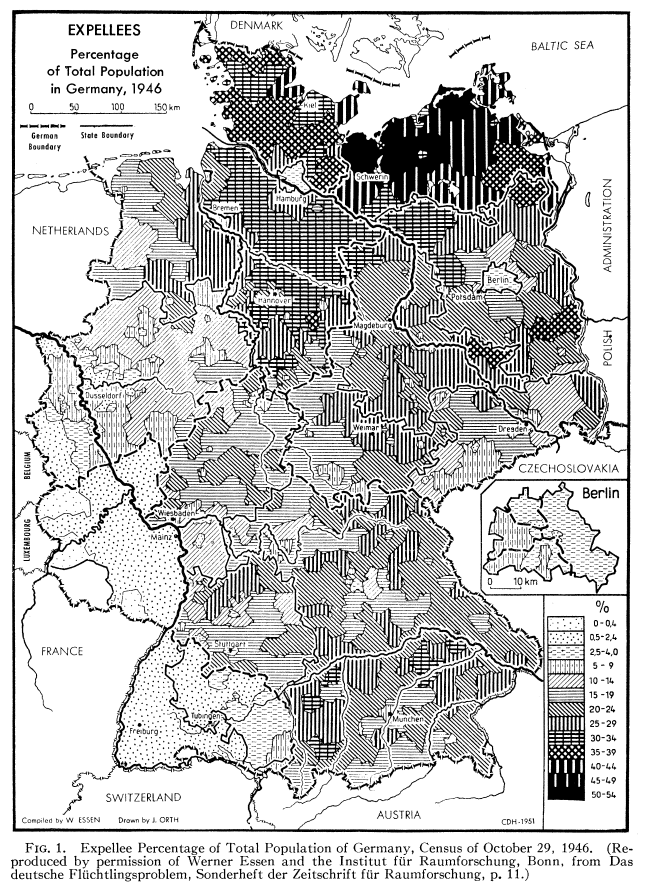 EXPELLEES
Percentage
of Total Population
in Germany, 1946
0 50 100 150 km
German
Boundary
State Boundary
DENMARK
BALTIC SEA
Kiel
Schwerin
Hamburg
Bremen
NETHERLANDS
ADMINISTRATION
POLISH
Berlin
Potsdam
Hannover
Magdeburg
Düsseldorf
Weimar
Dresden
CZECHOSLOVAKIA
BELGIUM
LUXEMBOURG
Wiesbaden
Mainz
Berlin
0 10 km
%
0-0,4
0,5-2,4
2,5-4,0
5-9
10-14
15-19
20-24
25-29
30-34
35-39
40-44
45-49
50-54
FRANCE
Stuttgart
Tübingen
Freiburg
München
SWITZERLAND
AUSTRIA
Compiled by W ESSEN Drawn by J. ORTH
CDH-1951
FIG. 1. Expellee Percentage of Total Population of Germany, Census of October 29, 1946. (Re-
produced by permission of Werner Essen and the Institut für Raumforschung, Bonn, from Das
deutsche Flüchtlingsproblem, Sonderheft der Zeitschrift für Raumforschung, p. 11.)